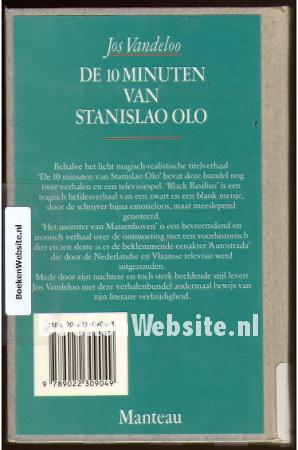 Jos Vandeloo
DE 10 MINUTEN
VAN
STANISLAO OLO
Behalve het licht magisch-realistische titelverhaal
'De 10 minuten van Stanislao Olo' bevat deze bundel nog
twee verhalen en een televisiespel. 'Black Basilius' is een
tragisch liefdesverhaal van een zwart en een blank meisje,
door de schrijver bijna emotieloos, maar meeslepend
genoteerd.
'Het monster van Massenhoven' is een bevreemdend en
ironisch verhaal over de ontmoeting met een voorhistorisch
dier en ten slotte is er de beklemmende eenakter 'Autostrada'
die door de Nederlandse en Vlaamse televisie werd
uitgezonden.
Mede door zijn nuchtere en toch sterk beeldende stijl levert
Jos Vandeloo met deze verhalenbundel andermaal bewijs van
zijn literaire veelzijdigheid.
BoekenWebsite.nl
Website.nl
9 789022 309049
Manteau